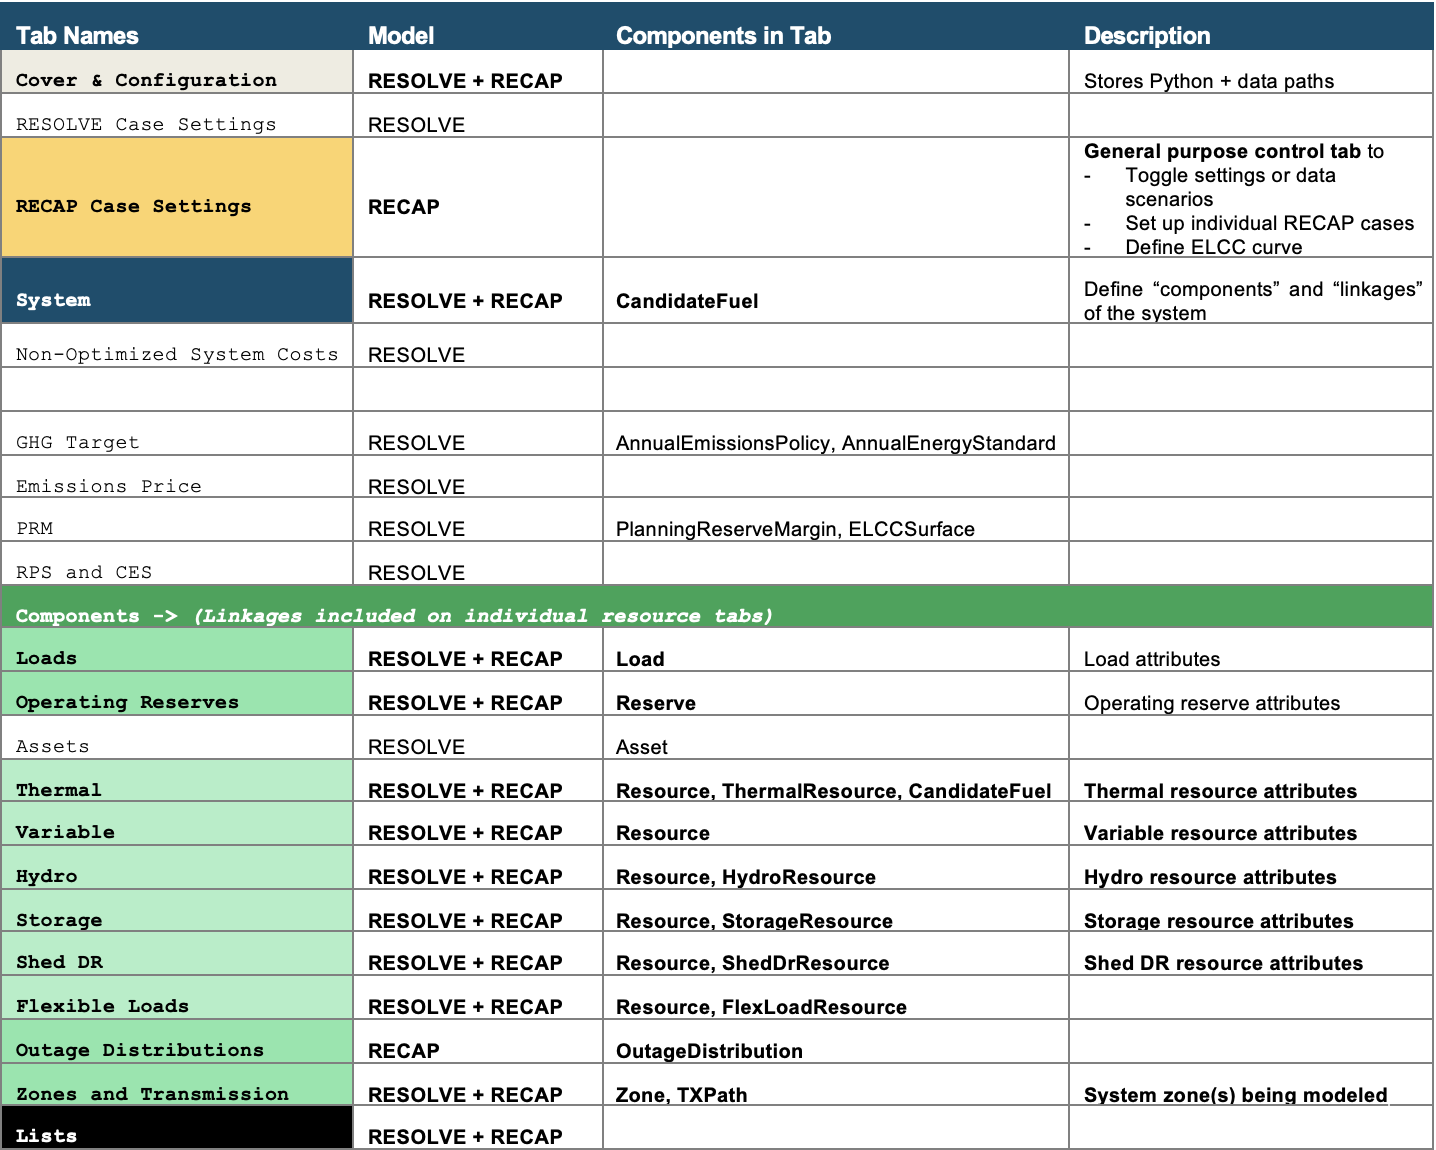 Tab Names Model Components in Tab Description
Cover & Configuration RESOLVE + RECAP Stores Python + data paths
RESOLVE Case Settings RESOLVE
RECAP Case Settings RECAP General purpose control tab to
- Toggle settings or data
scenarios
- Set up individual RECAP cases
- Define ELCC curve
System RESOLVE + RECAP CandidateFuel Define “components” and “linkages”
of the system
Non-Optimized System Costs RESOLVE
GHG Target RESOLVE AnnualEmissionsPolicy, AnnualEnergyStandard
Emissions Price RESOLVE
PRM RESOLVE PlanningReserveMargin, ELCCSurface
RPS and CES RESOLVE
Components -> (Linkages included on individual resource tabs)
Loads RESOLVE + RECAP Load Load attributes
Operating Reserves RESOLVE + RECAP Reserve Operating reserve attributes
Assets RESOLVE Asset
Thermal RESOLVE + RECAP Resource, ThermalResource, CandidateFuel Thermal resource attributes
Variable RESOLVE + RECAP Resource Variable resource attributes
Hydro RESOLVE + RECAP Resource, HydroResource Hydro resource attributes
Storage RESOLVE + RECAP Resource, StorageResource Storage resource attributes
Shed DR RESOLVE + RECAP Resource, ShedDrResource Shed DR resource attributes
Flexible Loads RESOLVE + RECAP Resource, FlexLoadResource
Outage Distributions RECAP OutageDistribution
Zones and Transmission RESOLVE + RECAP Zone, TXPath System zone(s) being modeled
Lists RESOLVE + RECAP